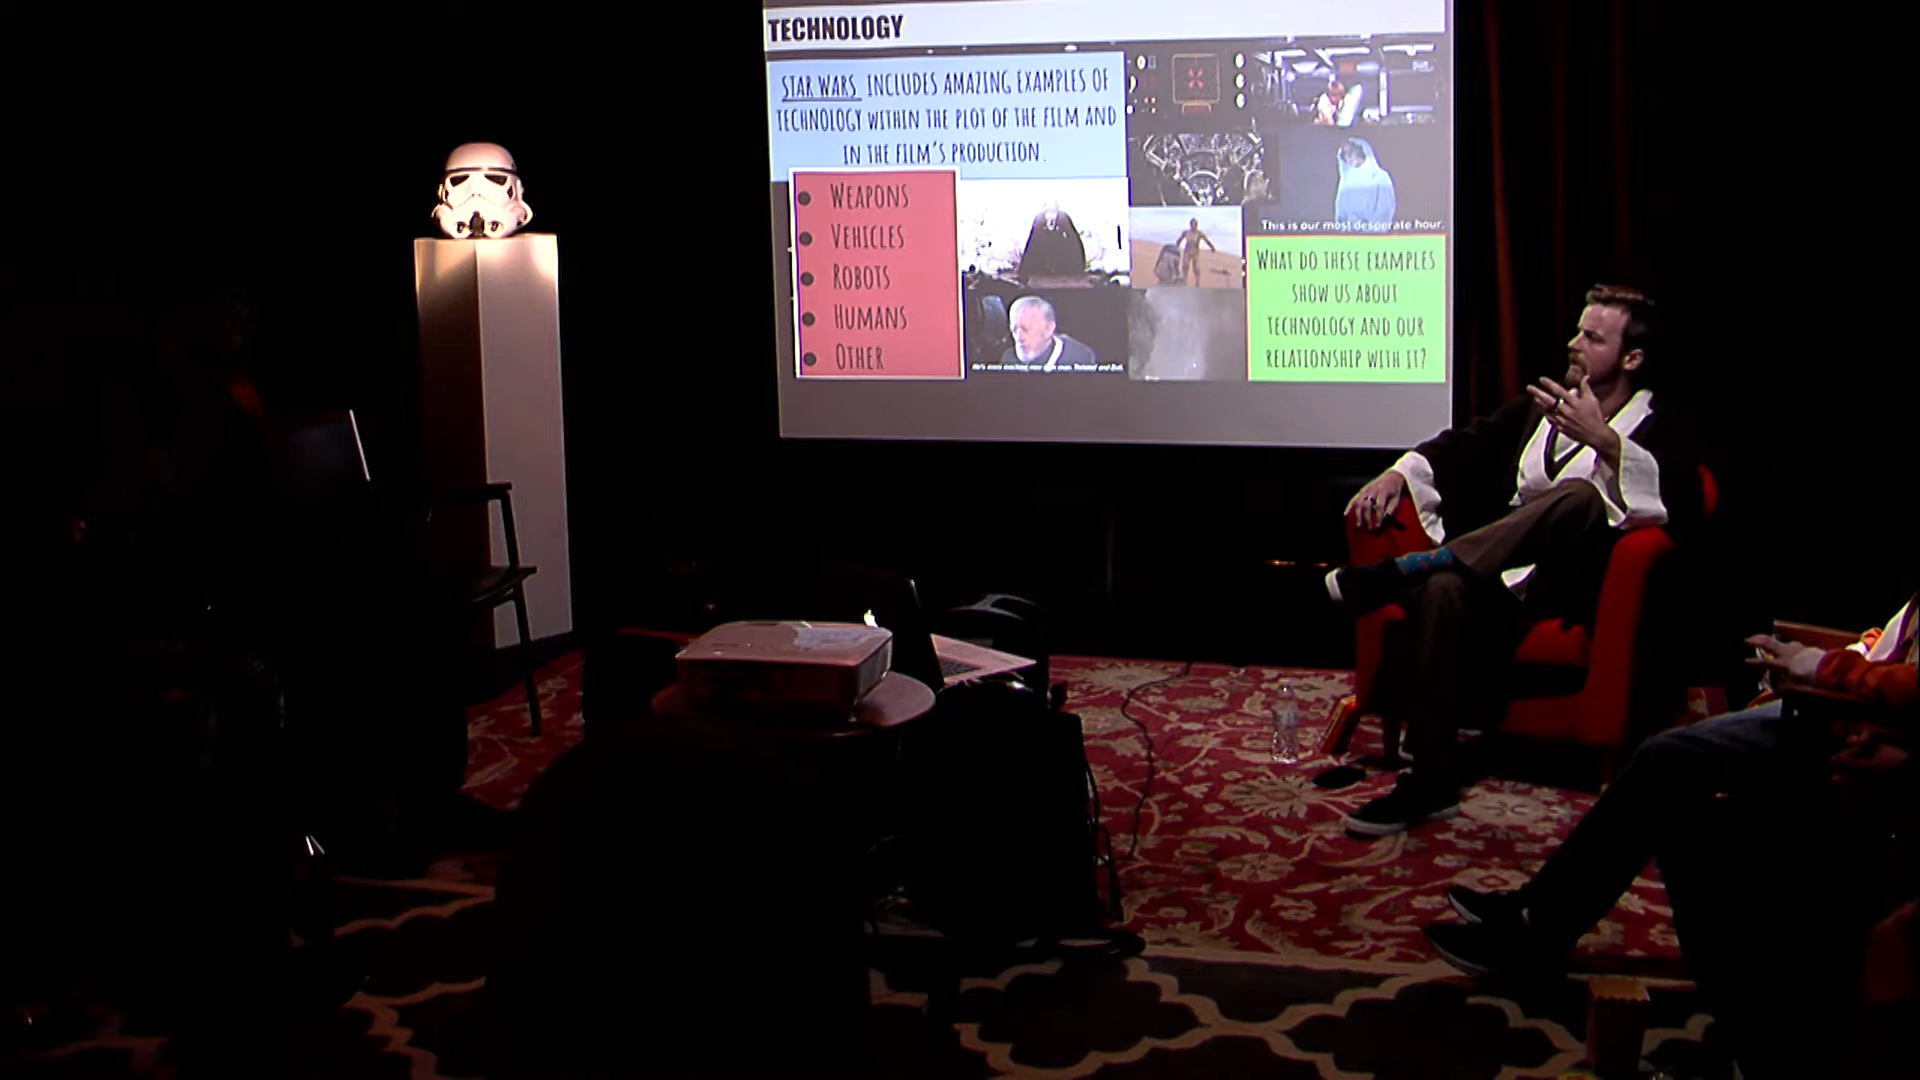 TECHNOLOGY
STAR WARS INCLUDES AMAZING EXAMPLES OF
TECHNOLOGY WITHIN THE PLOT OF THE FILM AND
IN THE FILM'S PRODUCTION.
WEAPONS
VEHICLES
ROBOTS
HUMANS
OTHER
This is our most desperate hour.
WHAT DO THESE EXAMPLES
SHOW US ABOUT
TECHNOLOGY AND OUR
RELATIONSHIP WITH IT?